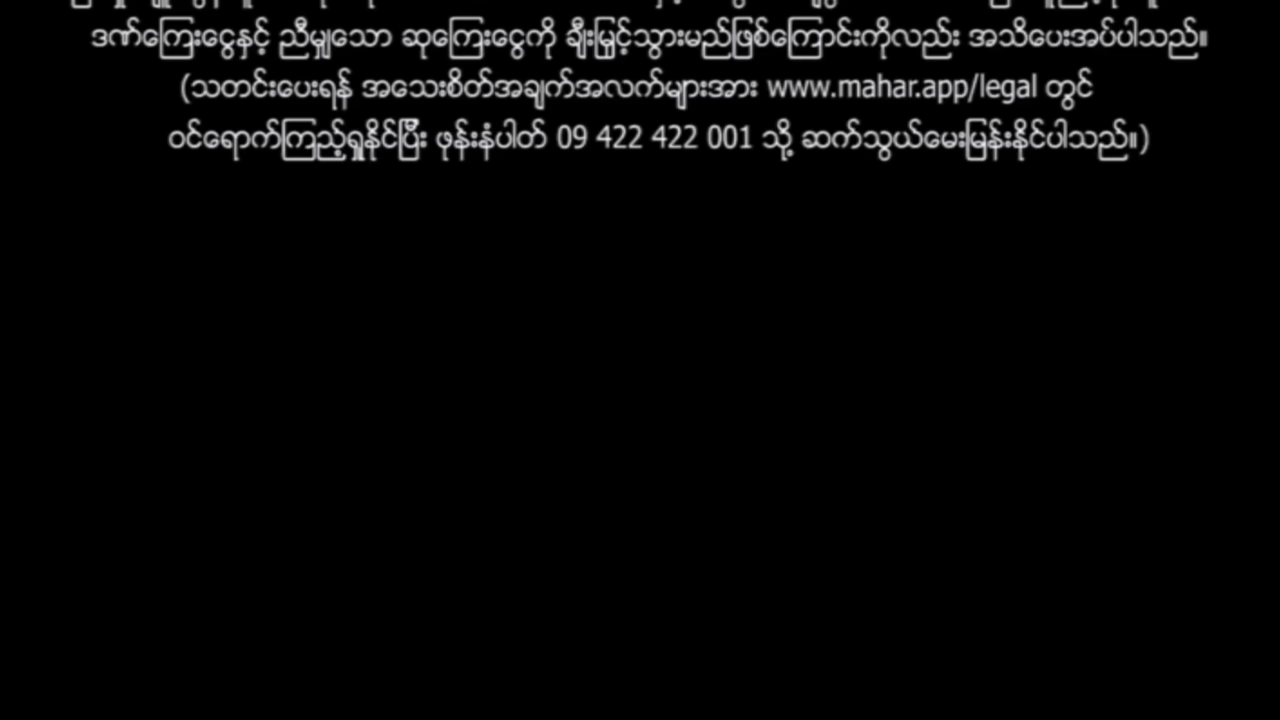 ဒဏ်ကြေးငွေနှင့် ညီမျှသော ဆုကြေးငွေကို ချီးမြှင့်သွားမည်ဖြစ်ကြောင်းကိုလည်း အသိပေးအပ်ပါသည်။
(သတင်းပေးရန် အသေးစိတ်အချက်အလက်များအား www.mahar.app/legal တွင်
ဝင်ရောက်ကြည့်ရှုနိုင်ပြီး ဖုန်းနံပါတ် 09 422 422 001 သို့ ဆက်သွယ်မေးမြန်းနိုင်ပါသည်။)